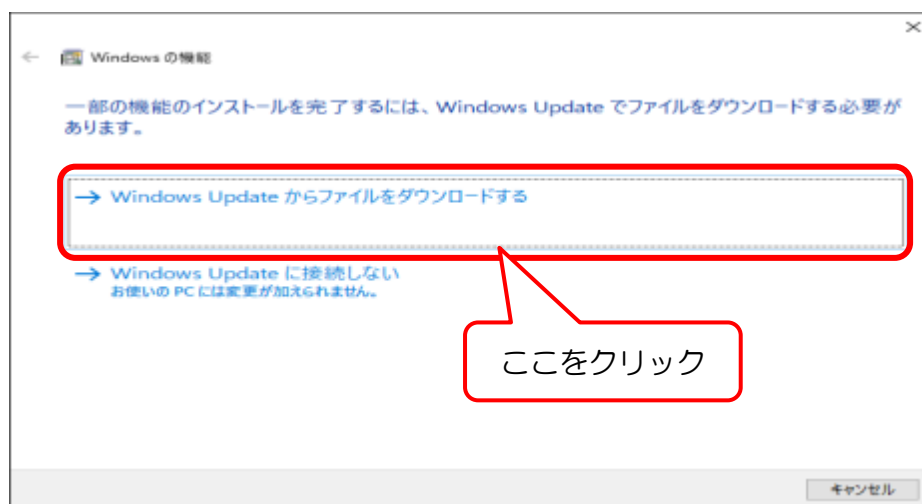 Windows の機能
一部の機能のインストールを完了するには、Windows Update でファイルをダウンロードする必要が
あります。
→ Windows Update からファイルをダウンロードする
→ Windows Update に接続しない
お使いの PC には変更が加えられません。
ここをクリック
キャンセル